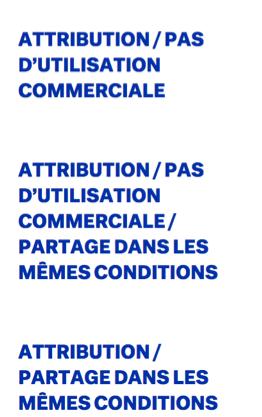 ATTRIBUTION / PAS
D’UTILISATION
COMMERCIALE
ATTRIBUTION / PAS
D’UTILISATION
COMMERCIALE /
PARTAGE DANS LES
MÊMES CONDITIONS
ATTRIBUTION /
PARTAGE DANS LES
MÊMES CONDITIONS